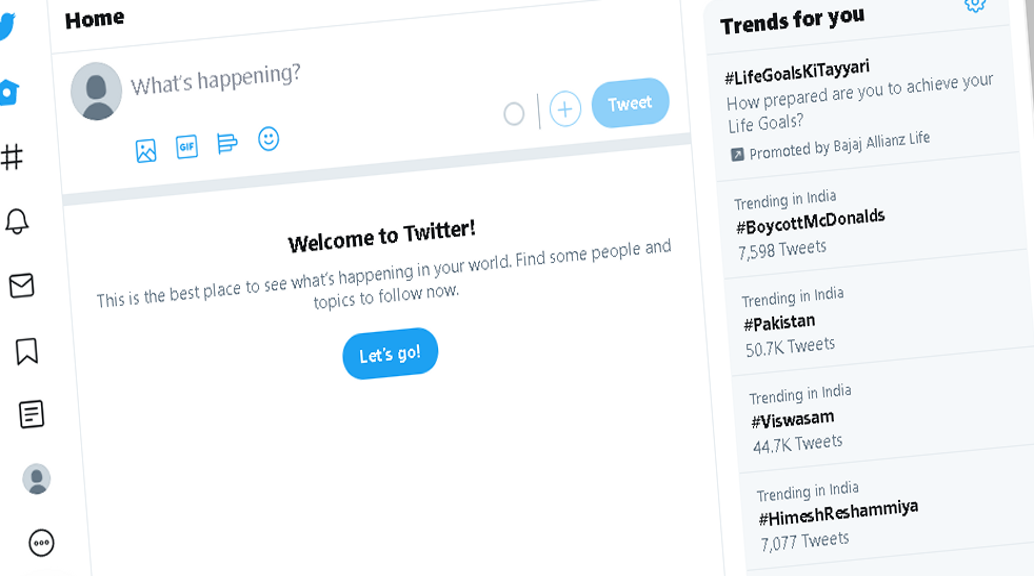 Home
What's happening?
GIF
Tweet
Welcome to Twitter!
This is the best place to see what's happening in your world. Find some people and
topics to follow now.
Let's go!
Trends for you
#LifeGoalsKiTayyari
How prepared are you to achieve your
Life Goals?
Promoted by Bajaj Allianz Life
Trending in India
#BoycottMcDonalds
7,598 Tweets
Trending in India
#Pakistan
50.7K Tweets
Trending in India
#Viswasam
44.7K Tweets
Trending in India
#HimeshReshammiya
7,077 Tweets